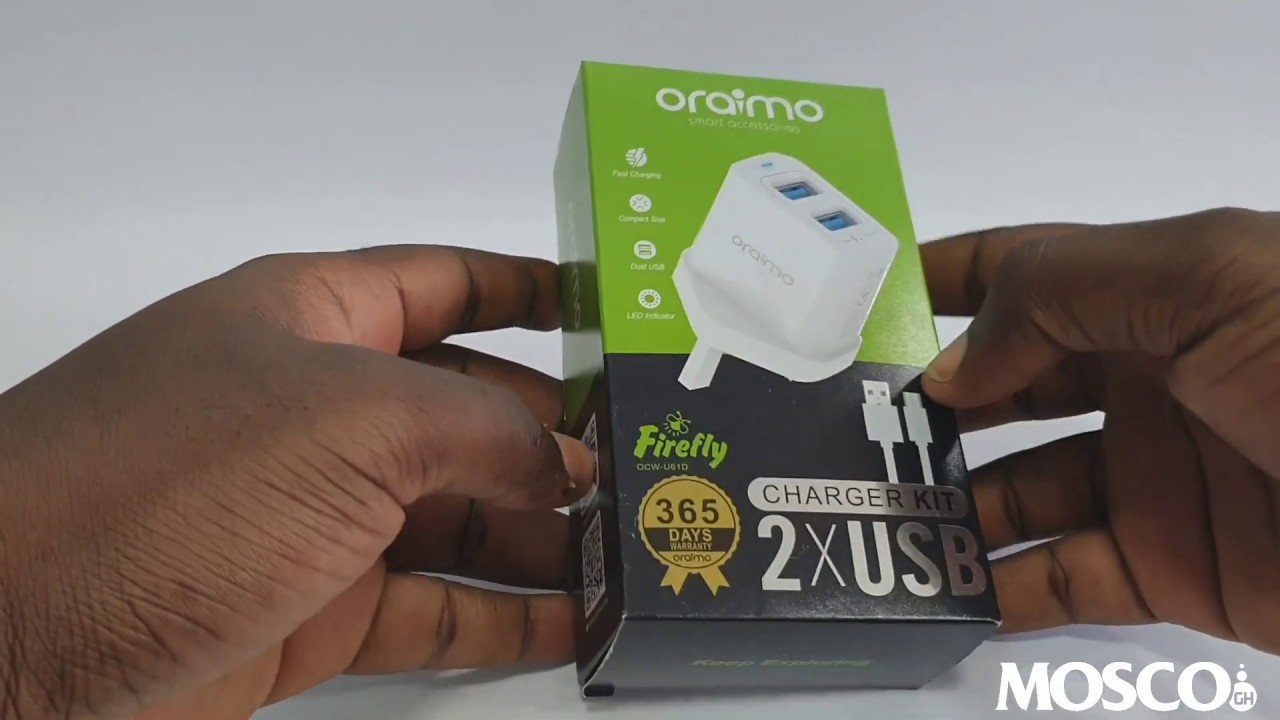 oraimo
smart accessories
Fast Charging
Compact Size
Dual USB
LED Indicator
oraimo
Firefly
OCW-U61D
365
DAYS
WARRANTY
oraimo
CHARGER KIT
2XUSB
Keep Exploring
MOSCO
GH